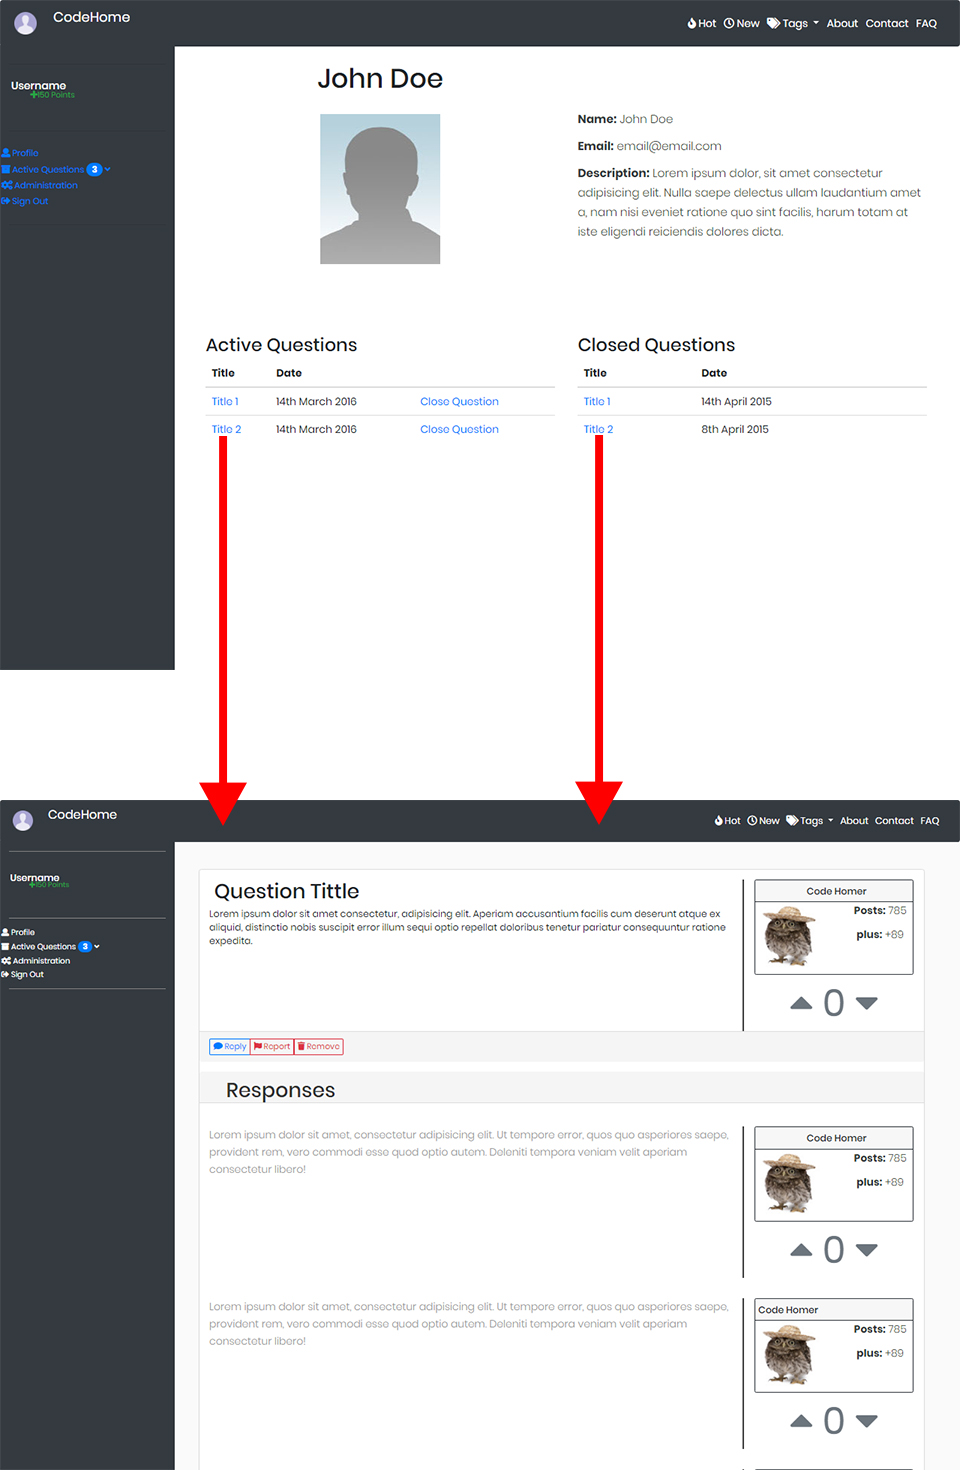 CodeHome
Hot New Tags About Contact FAQ
Username
+150 Points
Profile
Active Questions 3
Administration
Sign Out
John Doe
Name: John Doe
Email: email@email.com
Description: Lorem ipsum dolor, sit amet consectetur
adipisicing elit. Nulla saepe delectus ullam laudantium amet
a, nam nisi eveniet ratione quo sint facilis, harum totam at
iste eligendi reiciendis dolores dicta.
Active Questions
Title Date
Title 1 14th March 2016 Close Question
Title 2 14th March 2016 Close Question
Closed Questions
Title Date
Title 1 14th April 2015
Title 2 8th April 2015
CodeHome
Hot New Tags About Contact FAQ
Username
+150 Points
Profile
Active Questions 3
Administration
Sign Out
Question Tittle
Lorem ipsum dolor sit amet consectetur, adipisicing elit. Aperiam accusantium facilis cum deserunt atque ex
aliquid, distinctio nobis suscipit error illum sequi optio repellat doloribus tenetur pariatur consequuntur ratione
expedita.
Code Homer
Posts: 785
plus: +89
0
Reply Report Remove
Responses
Lorem ipsum dolor sit amet, consectetur adipisicing elit. Ut tempore error, quos quo asperiores saepe,
provident rem, vero commodi esse quod optio autem. Deleniti tempora veniam velit aperiam
consectetur libero!
Code Homer
Posts: 785
plus: +89
0
Lorem ipsum dolor sit amet, consectetur adipisicing elit. Ut tempore error, quos quo asperiores saepe,
provident rem, vero commodi esse quod optio autem. Deleniti tempora veniam velit aperiam
consectetur libero!
Code Homer
Posts: 785
plus: +89
0